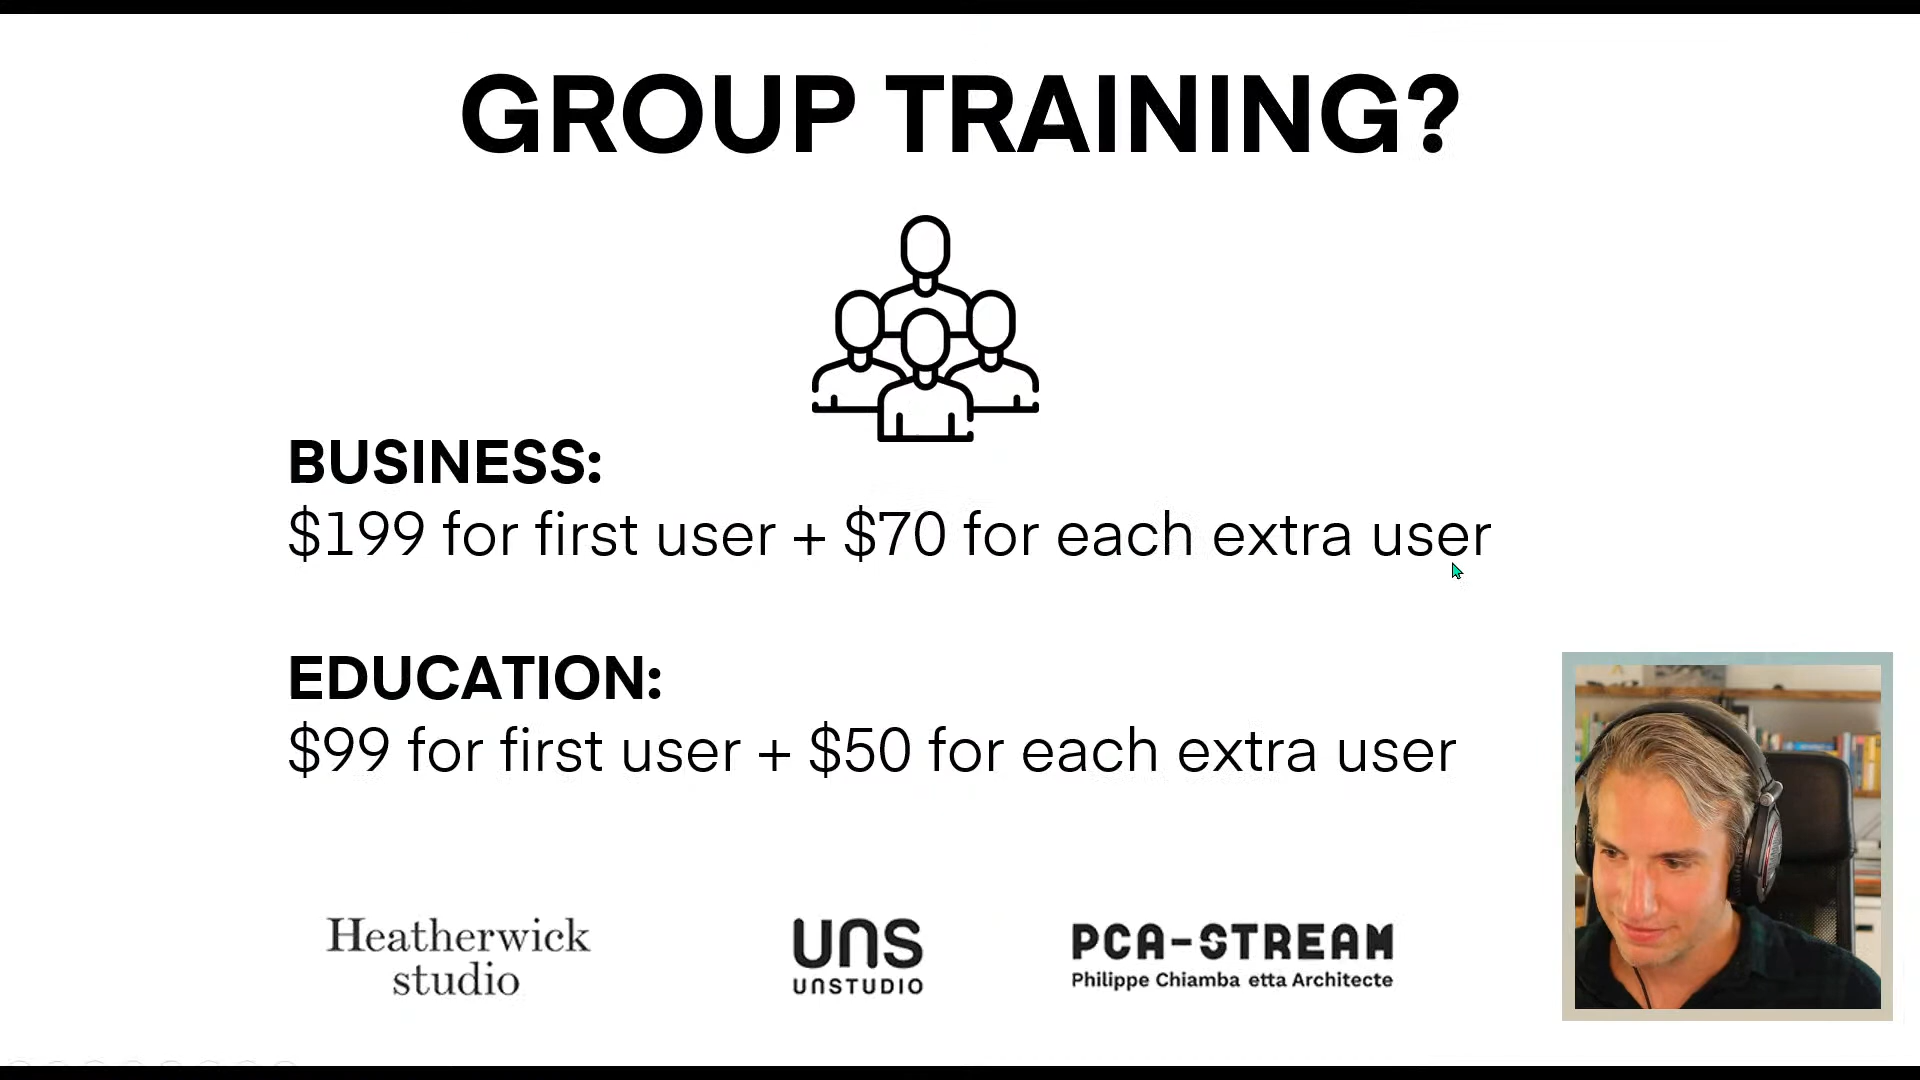 GROUP TRAINING?
BUSINESS:
$199 for first user + $70 for each extra user
EDUCATION:
$99 for first user + $50 for each extra user
Heatherwick
studio
UNS
UNSTUDIO
PCA-STREAM
Philippe Chiamba etta Architecte